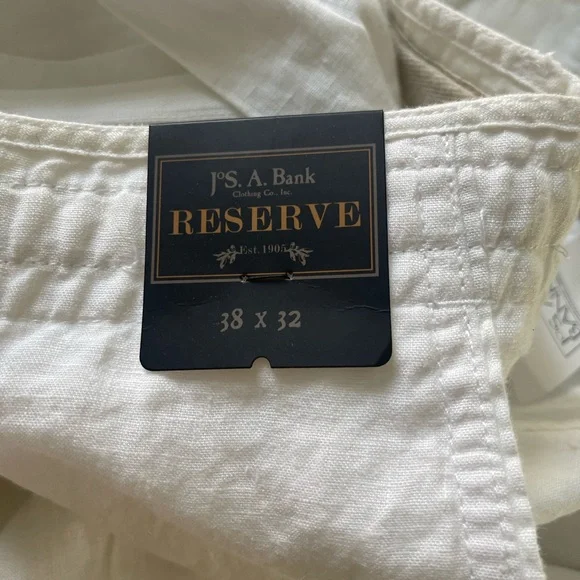 JoS. A. Bank
Clothing Co., Inc.
RESERVE
Est. 1905
38 x 32